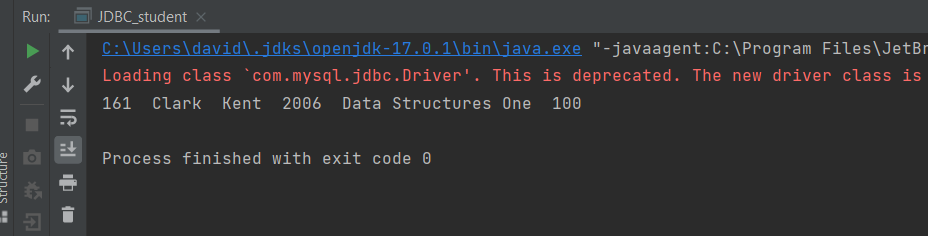 Run: JDBC_student
C:\Users\david\.jdks\openjdk-17.0.1\bin\java.exe "-javaagent:C:\Program Files\JetBr
Loading class `com.mysql.jdbc.Driver'. This is deprecated. The new driver class is
161 Clark Kent 2006 Data Structures One 100
Process finished with exit code 0
Structure